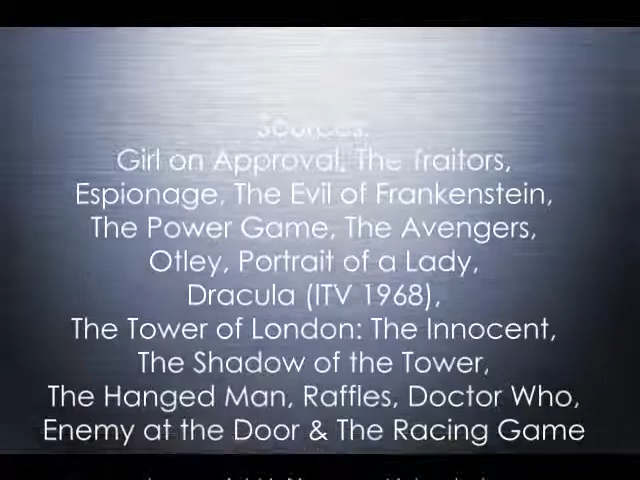 Sources:
Girl on Approval, The Traitors,
Espionage, The Evil of Frankenstein,
The Power Game, The Avengers,
Otley, Portrait of a Lady,
Dracula (ITV 1968),
The Tower of London: The Innocent,
The Shadow of the Tower,
The Hanged Man, Raffles, Doctor Who,
Enemy at the Door & The Racing Game